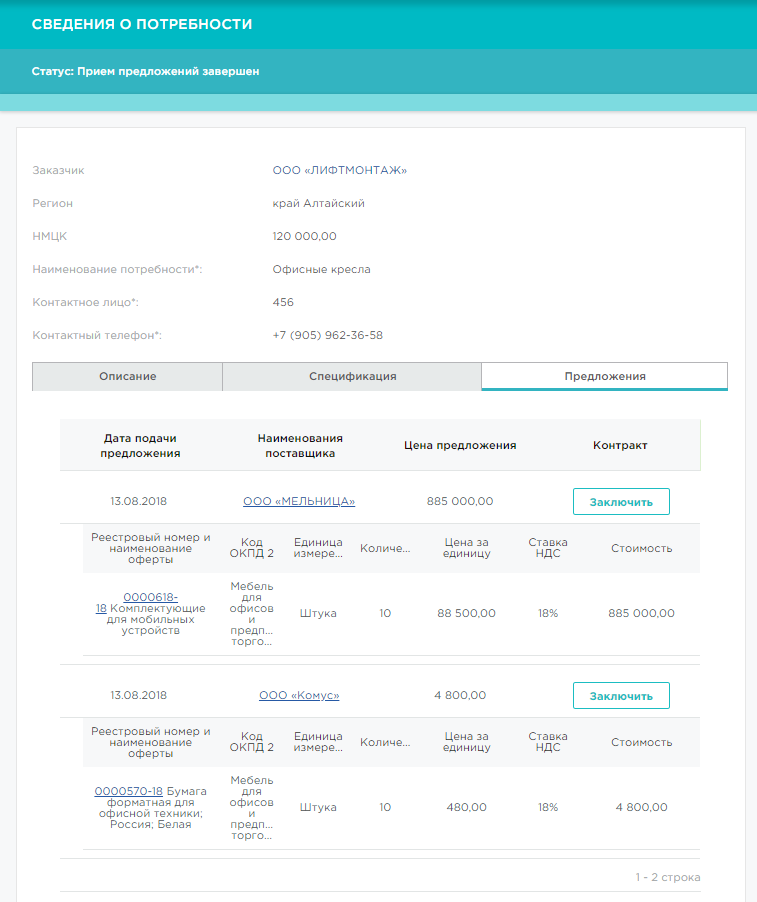 СВЕДЕНИЯ О ПОТРЕБНОСТИ
Статус: Прием предложений завершен
Заказчик ООО «ЛИФТМОНТАЖ»
Регион край Алтайский
НМЦК 120 000,00
Наименование потребности*: Офисные кресла
Контактное лицо*: 456
Контактный телефон*: +7 (905) 962-36-58
Описание Спецификация Предложения
Дата подачи
предложения
Наименования
поставщика
Цена предложения
Контракт
13.08.2018 ООО «МЕЛЬНИЦА» 885 000,00 Заключить
Реестровый номер и
наименование
оферты
Код
ОКПД 2
Единица
измере...
Количе...
Цена за
единицу
Ставка
НДС
Стоимость
0000618-
18 Комплектующие
для мобильных
устройств
Мебель
для
офисов
и
предп...
торго...
Штука
10
88 500,00
18%
885 000,00
13.08.2018 ООО «Комус» 4 800,00 Заключить
Реестровый номер и
наименование
оферты
Код
ОКПД 2
Единица
измере...
Количе...
Цена за
единицу
Ставка
НДС
Стоимость
0000570-18 Бумага
форматная для
офисной техники;
Россия; Белая
Мебель
для
офисов
и
предп...
торго...
Штука
10
480,00
18%
4 800,00
1 - 2 строка